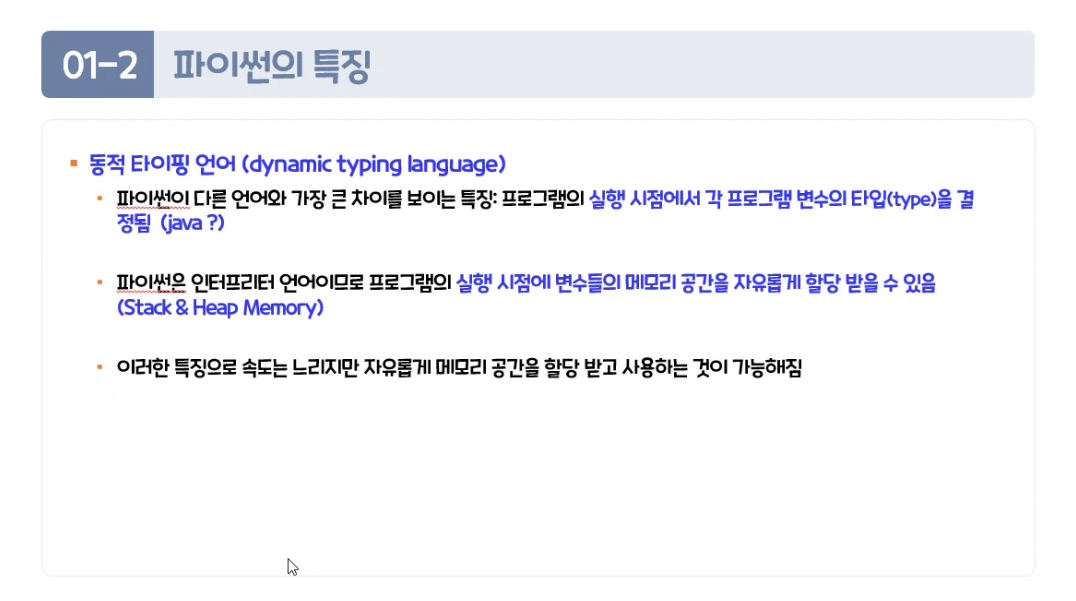 01-2 파이썬의 특징
동적 타이핑 언어 (dynamic typing language)
파이썬이 다른 언어와 가장 큰 차이를 보이는 특징: 프로그램의 실행 시점에서 각 프로그램 변수의 타입(type)을 결
정됨 (java ?)
파이썬은 인터프리터 언어이므로 프로그램의 실행 시점에 변수들의 메모리 공간을 자유롭게 할당 받을 수 있음
(Stack & Heap Memory)
이러한 특징으로 속도는 느리지만 자유롭게 메모리 공간을 할당 받고 사용하는 것이 가능해짐